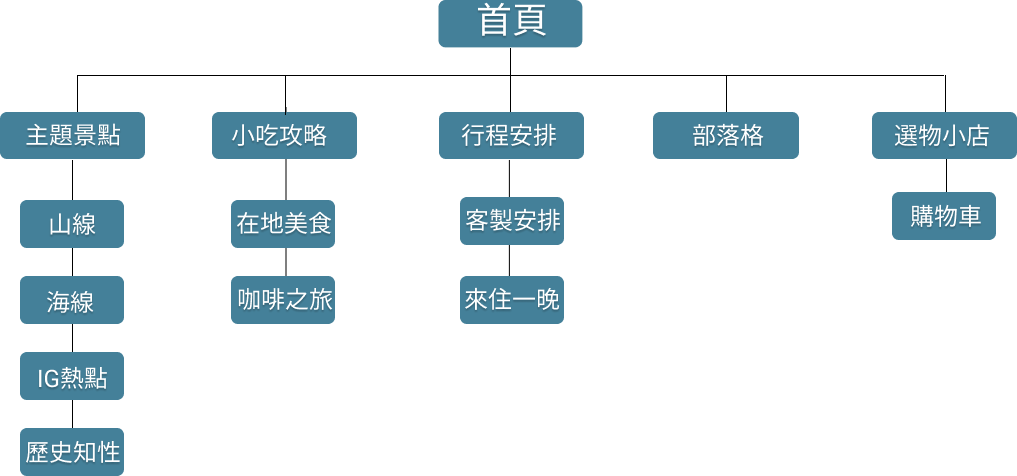 首頁
主題景點
小吃攻略
行程安排
部落格
選物小店
山線
在地美食
客製安排
購物車
海線
咖啡之旅
來住一晚
IG熱點
歷史知性